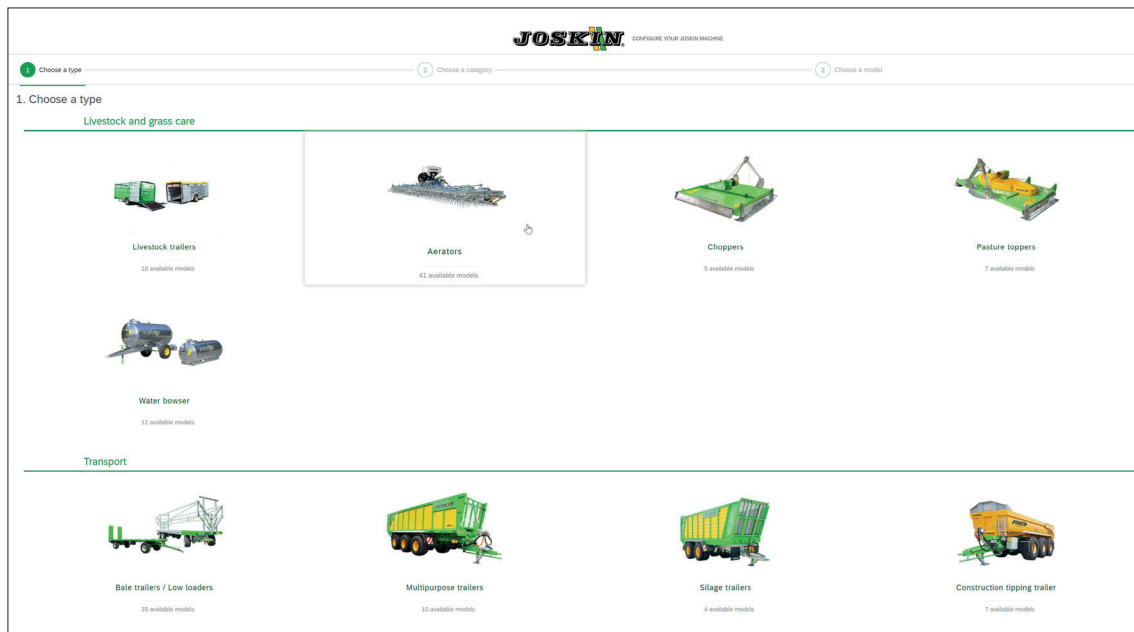 JOSKIN CONFIGURE YOUR JOSKIN MACHINE
1 Choose a type 2 Choose a category 3 Choose a model
1. Choose a type
Livestock and grass care
Livestock trailers
10 available models
Aerators
41 available models
Choppers
5 available models
Pasture toppers
7 available models
Water bowser
12 available models
Transport
Bale trailers / Low loaders
25 available models
Multipurpose trailers
10 available models
Silage trailers
4 available models
Construction tipping trailer
7 available models